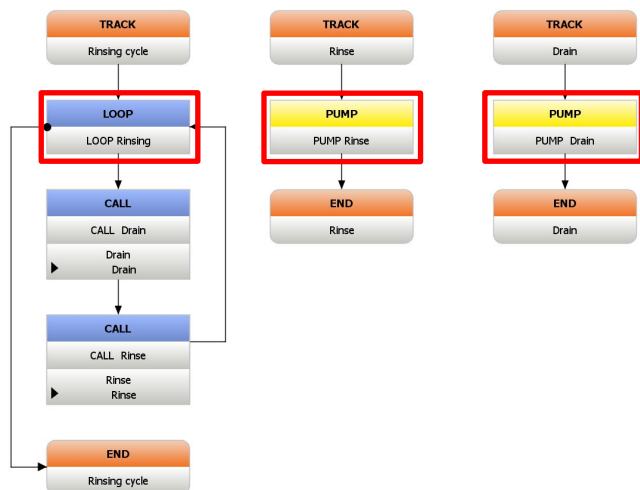 TRACK
Rinsing cycle
LOOP
LOOP Rinsing
CALL
CALL Drain
Drain
Drain
CALL
CALL Rinse
Rinse
Rinse
END
Rinsing cycle
TRACK
Rinse
PUMP
PUMP Rinse
END
Rinse
TRACK
Drain
PUMP
PUMP Drain
END
Drain